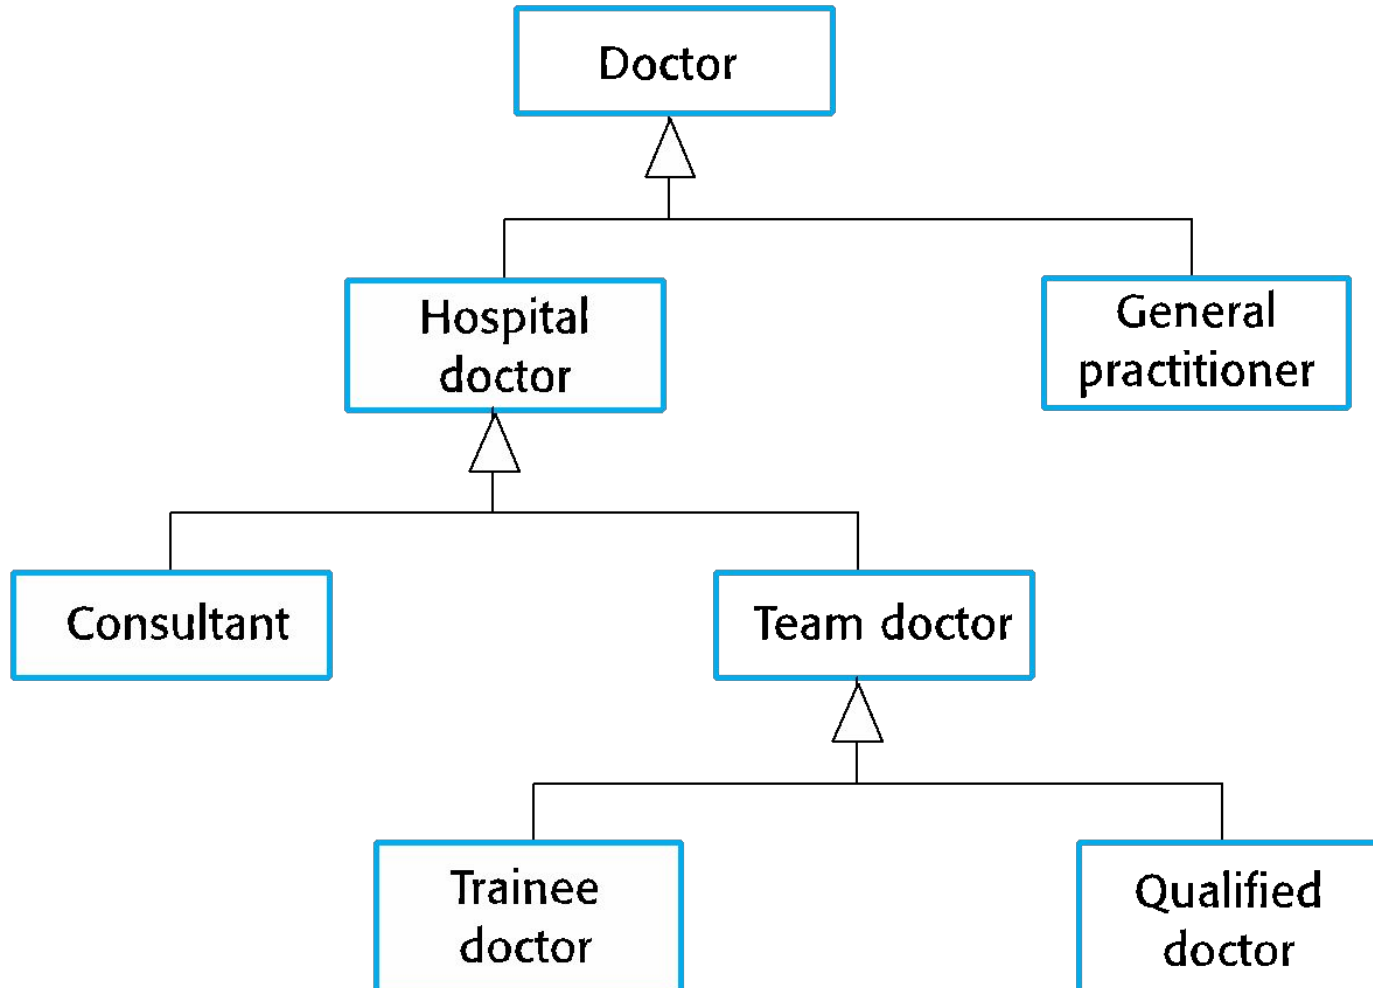 Doctor
Hospital
doctor
General
practitioner
Consultant
Team doctor
Trainee
doctor
Qualified
doctor